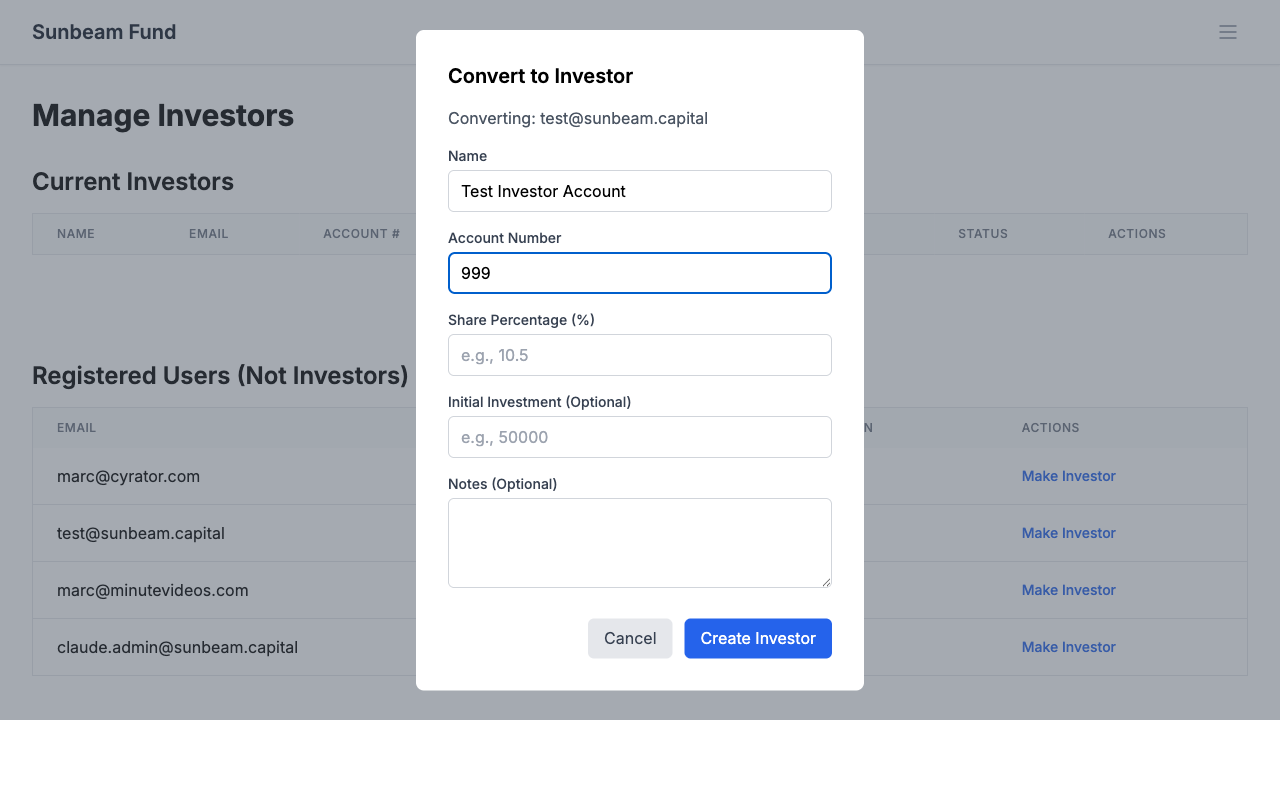 Sunbeam Fund
Manage Investors
Current Investors
NAME EMAIL ACCOUNT # STATUS ACTIONS
Registered Users (Not Investors)
EMAIL ACTIONS
marc@cyrator.com Make Investor
test@sunbeam.capital Make Investor
marc@minutevideos.com Make Investor
claude.admin@sunbeam.capital Make Investor
Convert to Investor
Converting: test@sunbeam.capital
Name
Test Investor Account
Account Number
999
Share Percentage (%)
e.g., 10.5
Initial Investment (Optional)
e.g., 50000
Notes (Optional)
Cancel Create Investor